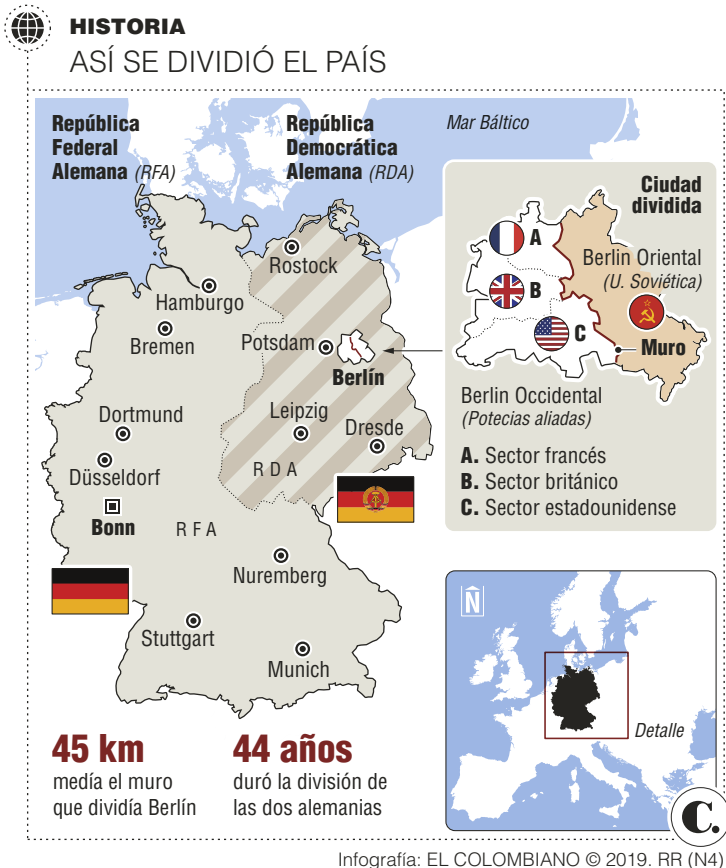 HISTORIA
ASÍ SE DIVIDIÓ EL PAÍS
República
Federal
Alemana (RFA)
República
Democrática
Alemana (RDA)
Mar Báltico
Rostock
Hamburgo
Bremen
Potsdam
Berlín
Dortmund
Leipzig
Dresde
Düsseldorf
RDA
Bonn
RFA
Nuremberg
Stuttgart
Munich
Ciudad
dividida
A
Berlin Oriental
(U. Soviética)
B
C
Muro
Berlin Occidental
(Potecias aliadas)
A. Sector francés
B. Sector británico
C. Sector estadounidense
N
Detalle
45 km
medía el muro
que dividía Berlín
44 años
duró la división de
las dos alemanias
C.
Infografía: EL COLOMBIANO © 2019. RR (N4)